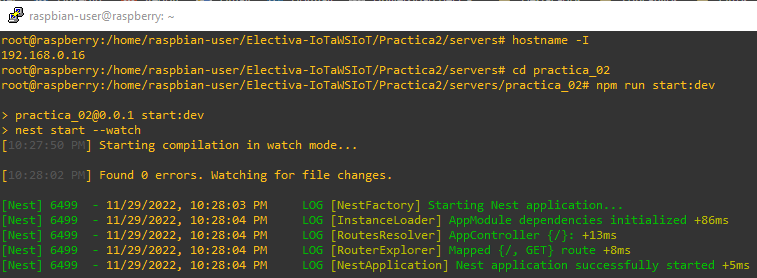 raspbian-user@raspberry: ~
root@raspberry:/home/raspbian-user/Electiva-IoTaWSIoT/Practica2/servers# hostname -I
192.168.0.16
root@raspberry:/home/raspbian-user/Electiva-IoTaWSIoT/Practica2/servers# cd practica_02
root@raspberry:/home/raspbian-user/Electiva-IoTaWSIoT/Practica2/servers/practica_02# npm run start:dev
> practica_02@0.0.1 start:dev
> nest start --watch
[10:27:50 PM] Starting compilation in watch mode...
[10:28:02 PM] Found 0 errors. Watching for file changes.
[Nest] 6499  - 11/29/2022, 10:28:03 PM     LOG [NestFactory] Starting Nest application...
[Nest] 6499  - 11/29/2022, 10:28:04 PM     LOG [InstanceLoader] AppModule dependencies initialized +86ms
[Nest] 6499  - 11/29/2022, 10:28:04 PM     LOG [RoutesResolver] AppController {/}: +13ms
[Nest] 6499  - 11/29/2022, 10:28:04 PM     LOG [RouterExplorer] Mapped {/, GET} route +8ms
[Nest] 6499  - 11/29/2022, 10:28:04 PM     LOG [NestApplication] Nest application successfully started +5ms